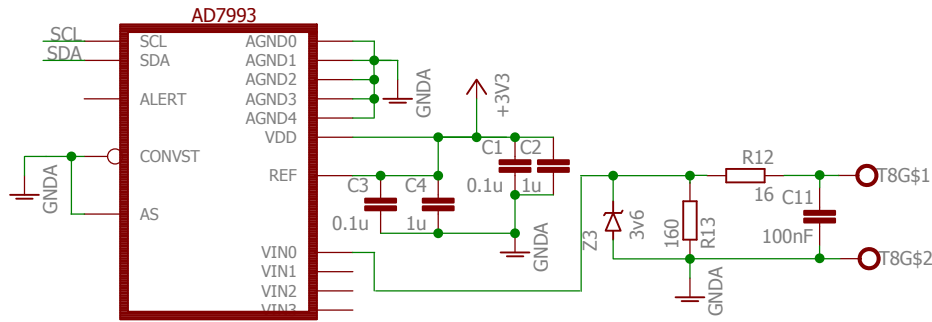 AD7993
SCL
SDA
SCL
SDA
ALERT
CONVST
AS
AGND0
AGND1
AGND2
AGND3
AGND4
VDD
REF
VIN0
VIN1
VIN2
VIN3
GNDA
GNDA
+3V3
C1
0.1u
C2
1u
C3
0.1u
C4
1u
GNDA
Z3
3v6
160
R13
GNDA
R12
16
C11
100nF
T8G$1
T8G$2